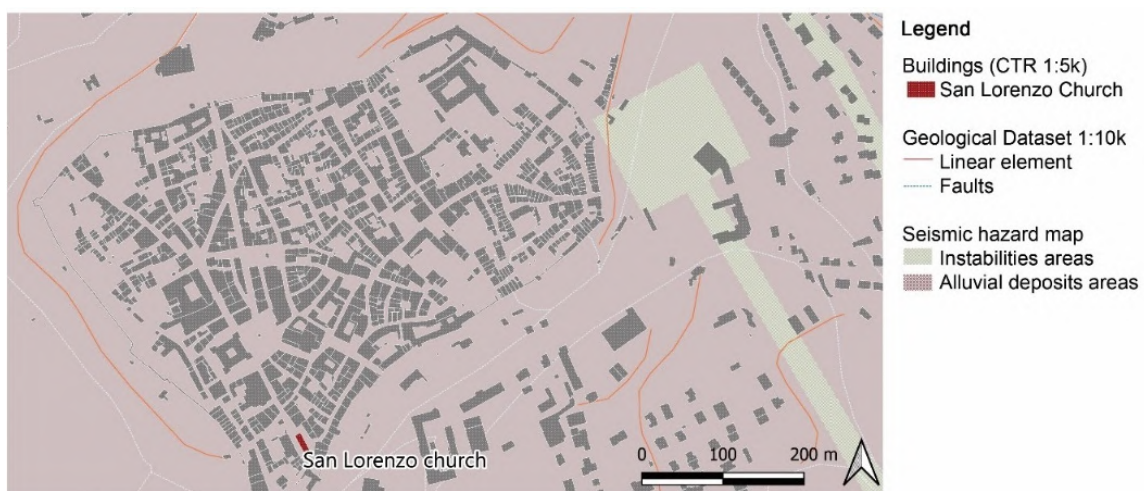 Legend
Buildings (CTR 1:5k)
San Lorenzo Church
Geological Dataset 1:10k
Linear element
Faults
Seismic hazard map
Instabilities areas
Alluvial deposits areas
San Lorenzo church
0 100 200 m